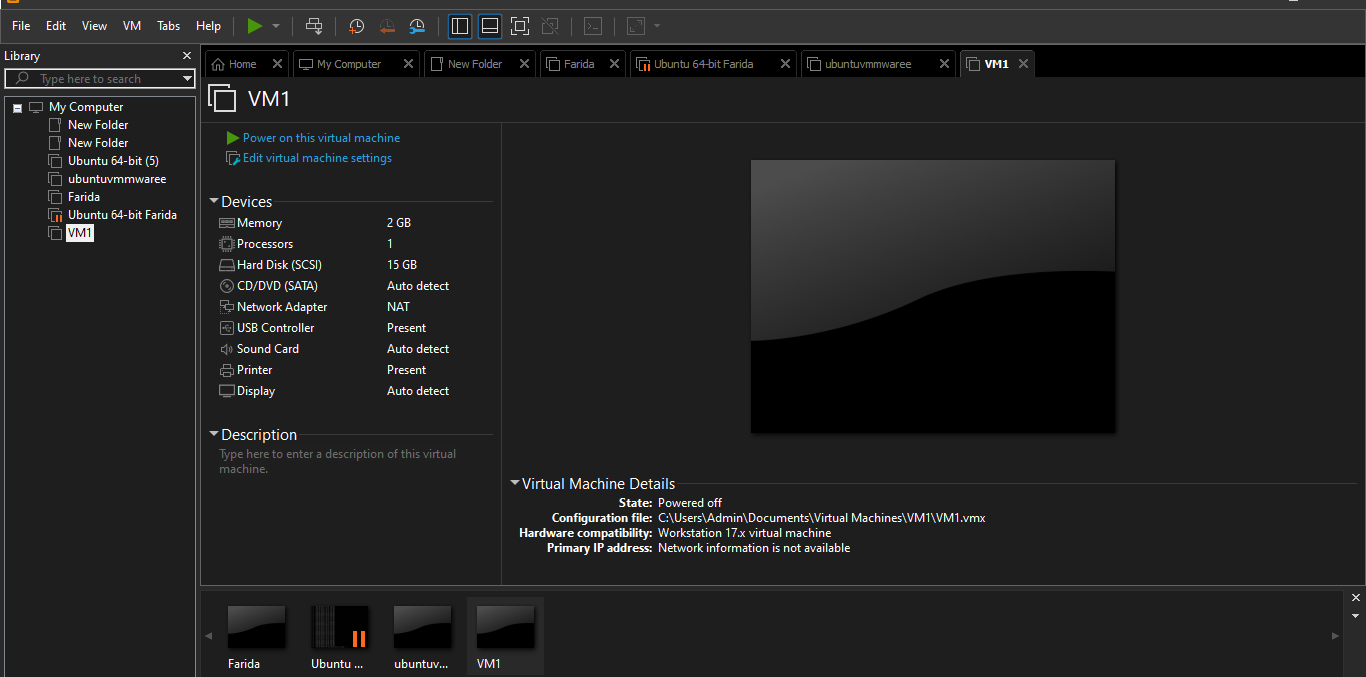 File Edit View VM Tabs Help
Library
Type here to search
My Computer
New Folder
New Folder
Ubuntu 64-bit (5)
ubuntuvmmwaree
Farida
Ubuntu 64-bit Farida
VM1
Home My Computer New Folder Farida Ubuntu 64-bit Farida ubuntuvmmwaree VM1
VM1
Power on this virtual machine
Edit virtual machine settings
Devices
Memory 2 GB
Processors 1
Hard Disk (SCSI) 15 GB
CD/DVD (SATA) Auto detect
Network Adapter NAT
USB Controller Present
Sound Card Auto detect
Printer Present
Display Auto detect
Description
Type here to enter a description of this virtual
machine.
Virtual Machine Details
State: Powered off
Configuration file: C:\Users\Admin\Documents\Virtual Machines\VM1\VM1.vmx
Hardware compatibility: Workstation 17.x virtual machine
Primary IP address: Network information is not available
Farida Ubuntu ... ubuntuv... VM1